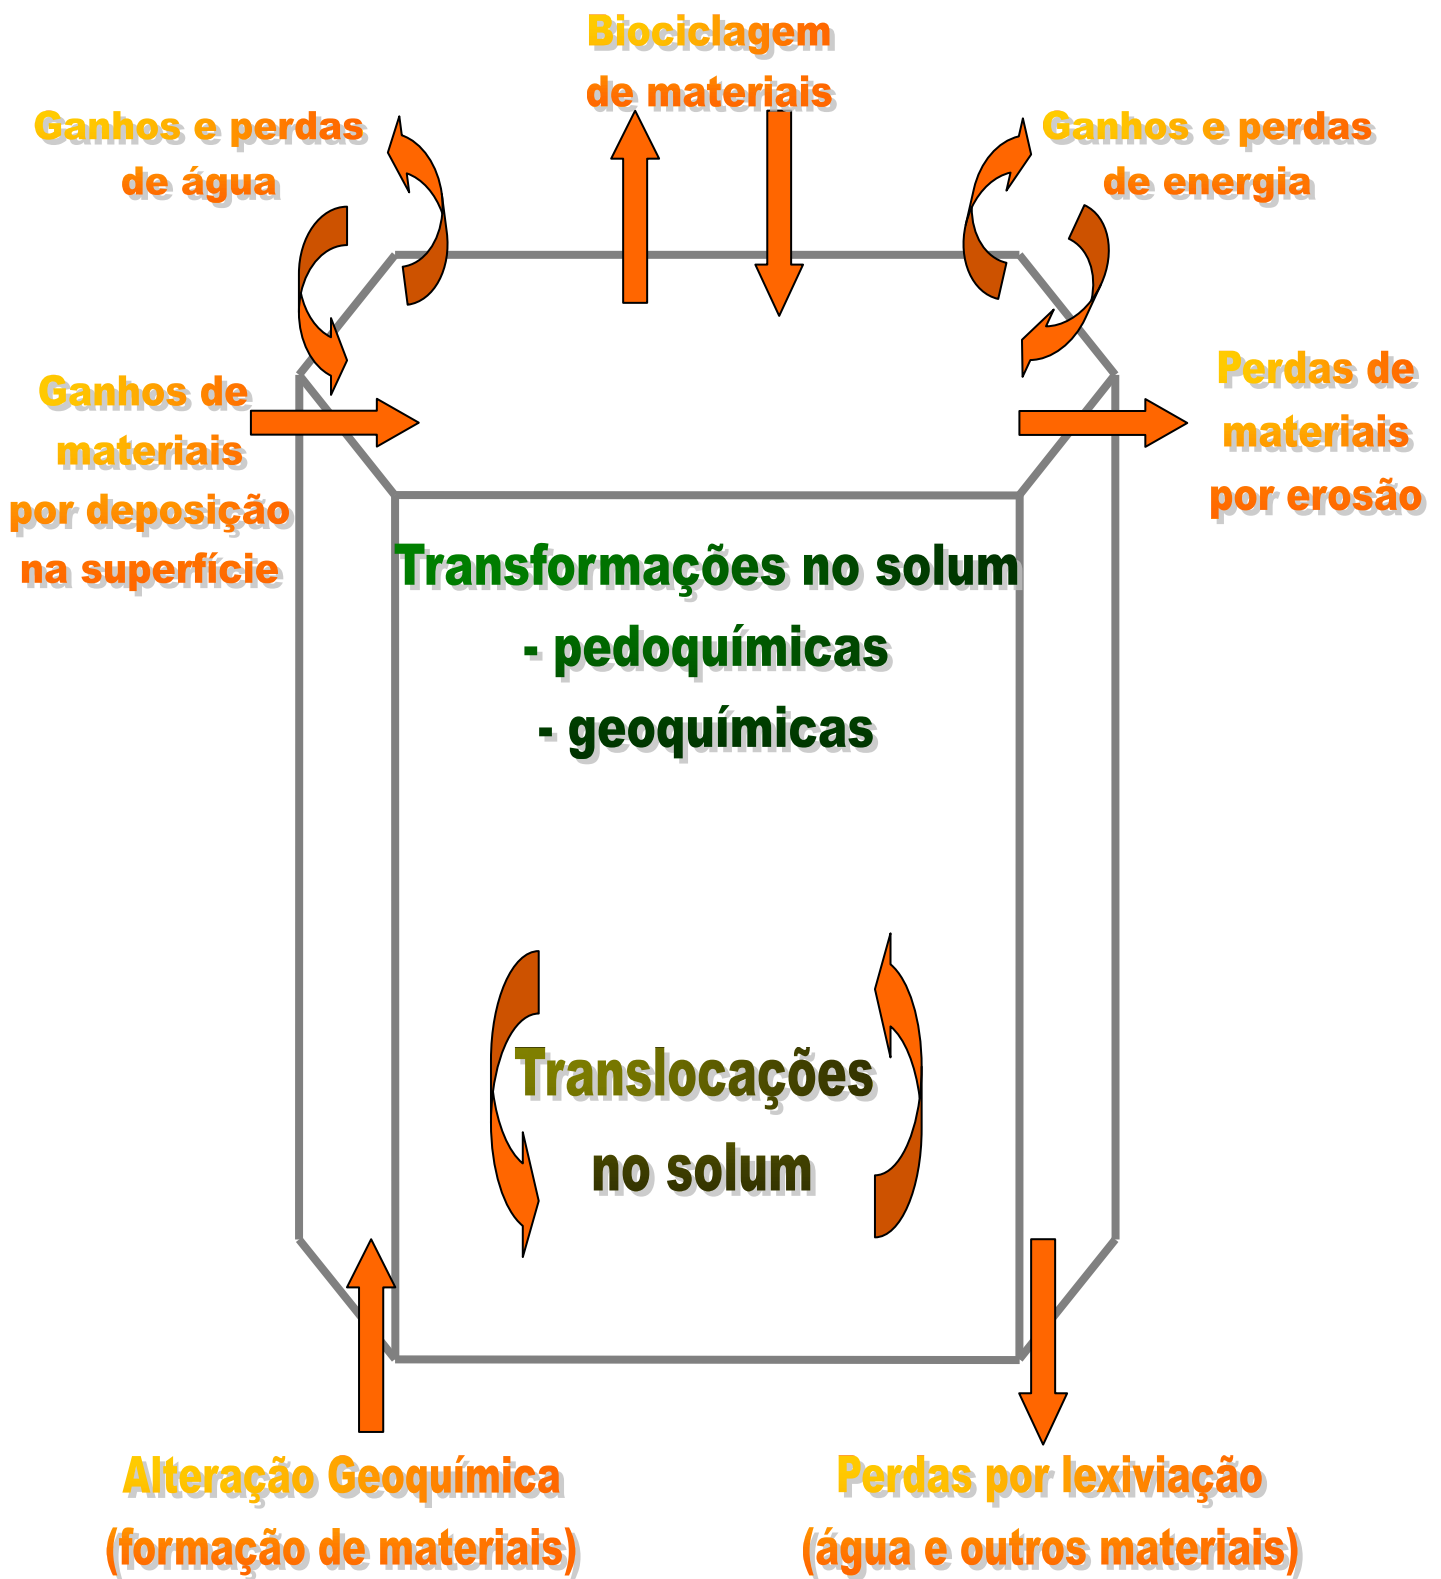 Biociclagem
de materiais
Ganhos e perdas
de água
Ganhos e perdas
de energia
Ganhos de
materiais
por deposição
na superfície
Perdas de
materiais
por erosão
Transformações no solum
- pedoquímicas
- geoquímicas
Translocações
no solum
Alteração Geoquímica
(formação de materiais)
Perdas por lexiviação
(água e outros materiais)